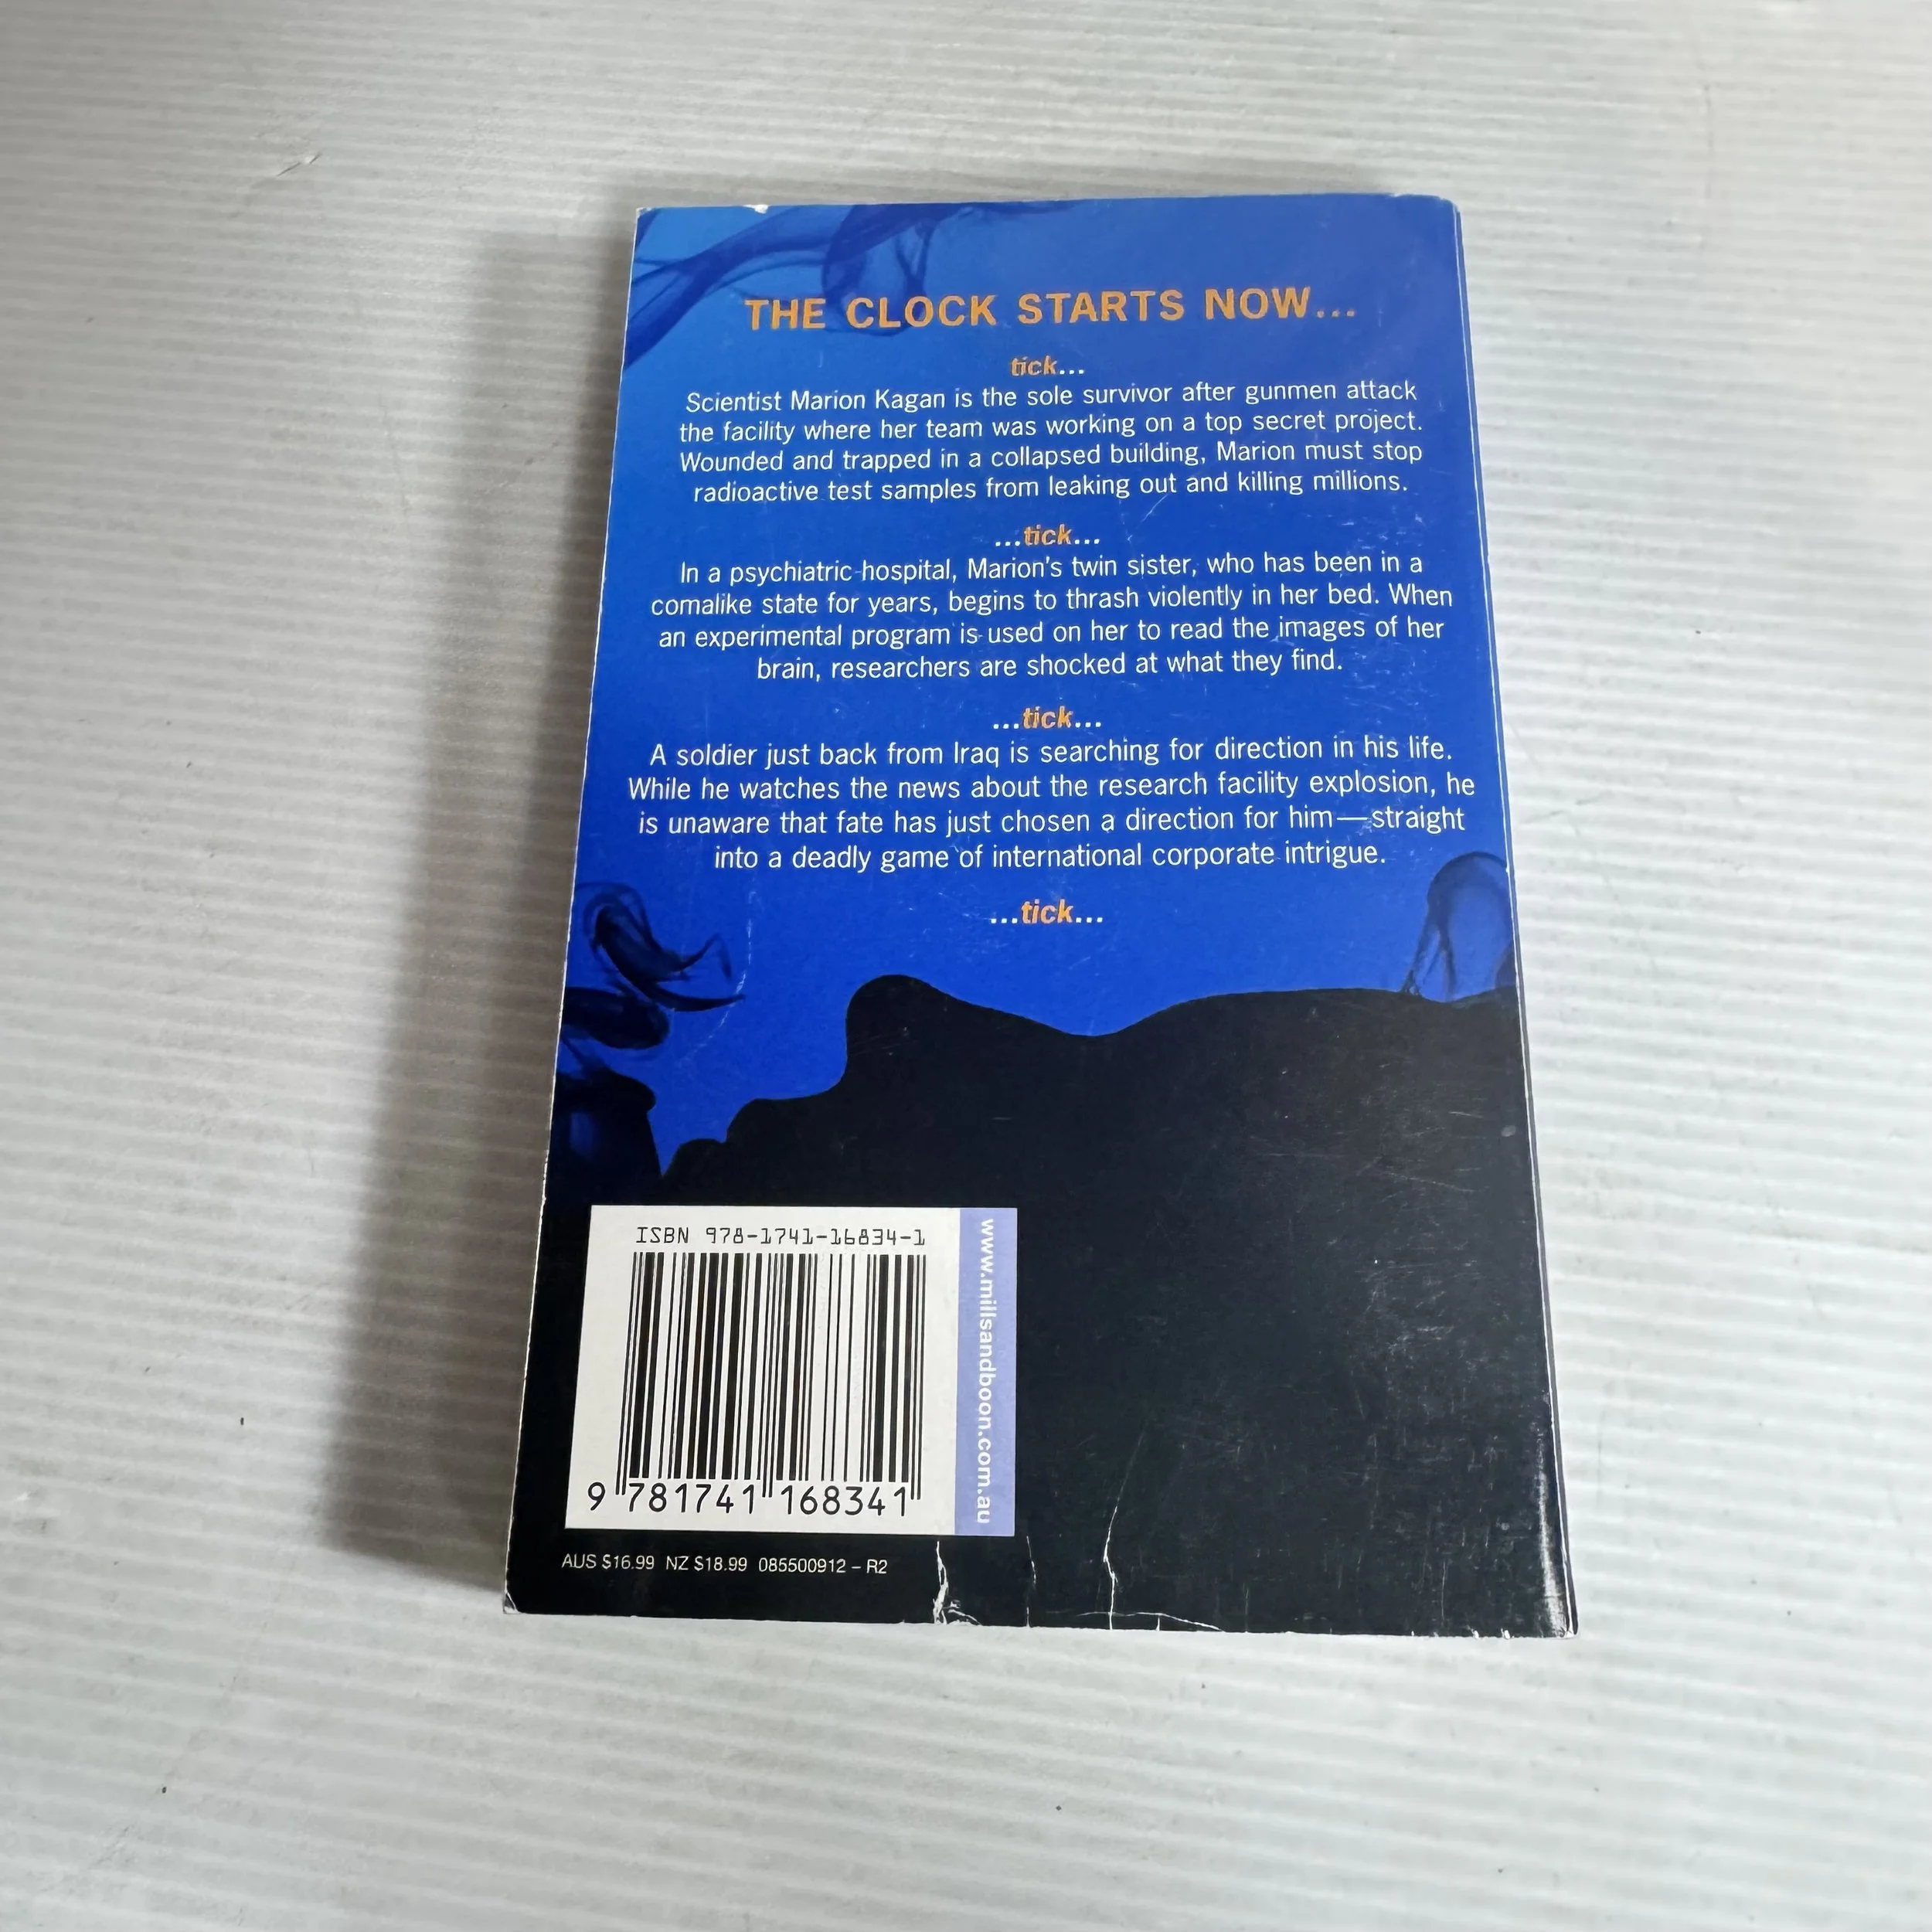 THE CLOCK STARTS NOW...
tick...
Scientist Marion Kagan is the sole survivor after gunmen attack
the facility where her team was working on a top secret project.
Wounded and trapped in a collapsed building, Marion must stop
radioactive test samples from leaking out and killing millions.
...tick...
In a psychiatric hospital, Marion's twin sister, who has been in a
comalike state for years, begins to thrash violently in her bed. When
an experimental program is used on her to read the images of her
brain, researchers are shocked at what they find.
...tick...
A soldier just back from Iraq is searching for direction in his life.
While he watches the news about the research facility explosion, he
is unaware that fate has just chosen a direction for him—straight
into a deadly game of international corporate intrigue.
...tick...
ISBN 978-1741-16834-1
9 781741 168341
www.millsandboon.com.au
AUS $16.99 NZ $18.99 085500912 – R2